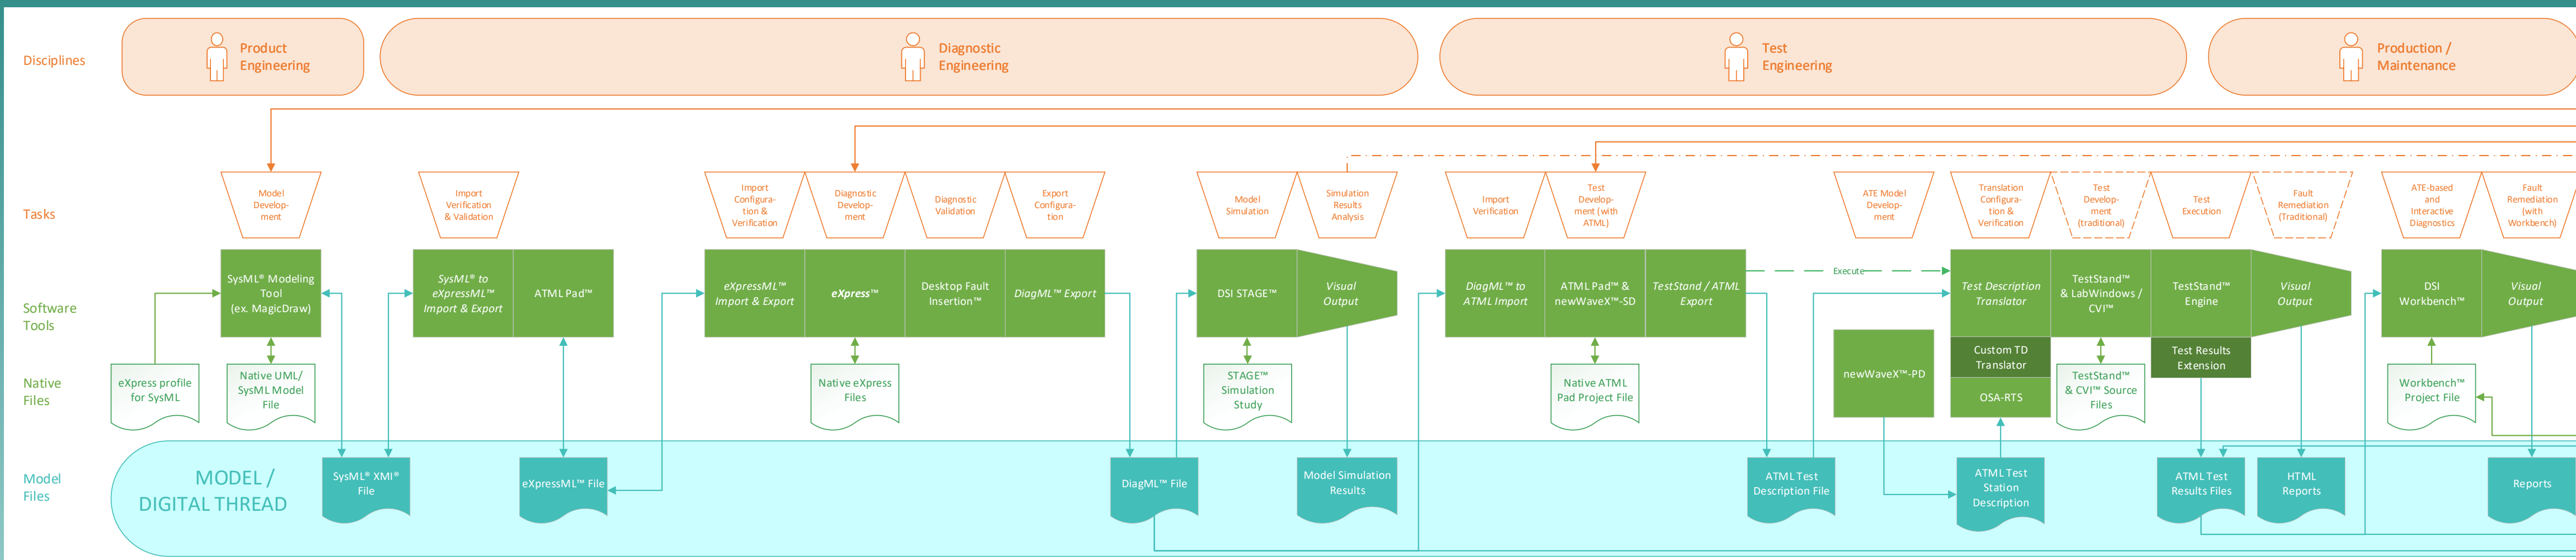 Disciplines
Product
Engineering
Diagnostic
Engineering
Test
Engineering
Production /
Maintenance
Tasks
Model
Develop-
ment
Import
Verification
& Validation
Import
Configura-
tion &
Verification
Diagnostic
Develop-
ment
Diagnostic
Validation
Export
Configura-
tion
Model
Simulation
Simulation
Results
Analysis
Import
Verification
Test
Develop-
ment (with
ATML)
ATE Model
Develop-
ment
Translation
Configura-
tion &
Verification
Test
Develop-
ment
(traditional)
Test
Execution
Fault
Remediation
(Traditional)
ATE-based
and
Interactive
Diagnostics
Fault
Remediation
(with
Workbench)
Software
Tools
SysML® Modeling
Tool
(ex. MagicDraw)
SysML® to
eXpressML™
Import & Export
ATML Pad™
eXpressML™
Import & Export
eXpress™
Desktop Fault
Insertion™
DiagML™ Export
DSI STAGE™
Visual
Output
DiagML™ to
ATML Import
ATML Pad™ &
newWaveX™-SD
TestStand / ATML
Export
Execute
Test Description
Translator
TestStand™
& LabWindows /
CVI™
TestStand™
Engine
Visual
Output
DSI
Workbench™
Visual
Output
newWaveX™-PD
Custom TD
Translator
OSA-RTS
Test Results
Extension
Native
Files
eXpress profile
for SysML
Native UML/
SysML Model
File
Native eXpress
Files
STAGE™
Simulation
Study
Native ATML
Pad Project File
TestStand™
& CVI™ Source
Files
Workbench™
Project File
Model
Files
MODEL /
DIGITAL THREAD
SysML® XMI®
File
eXpressML™ File
DiagML™ File
Model Simulation
Results
ATML Test
Description File
ATML Test
Station
Description
ATML Test
Results Files
HTML
Reports
Reports